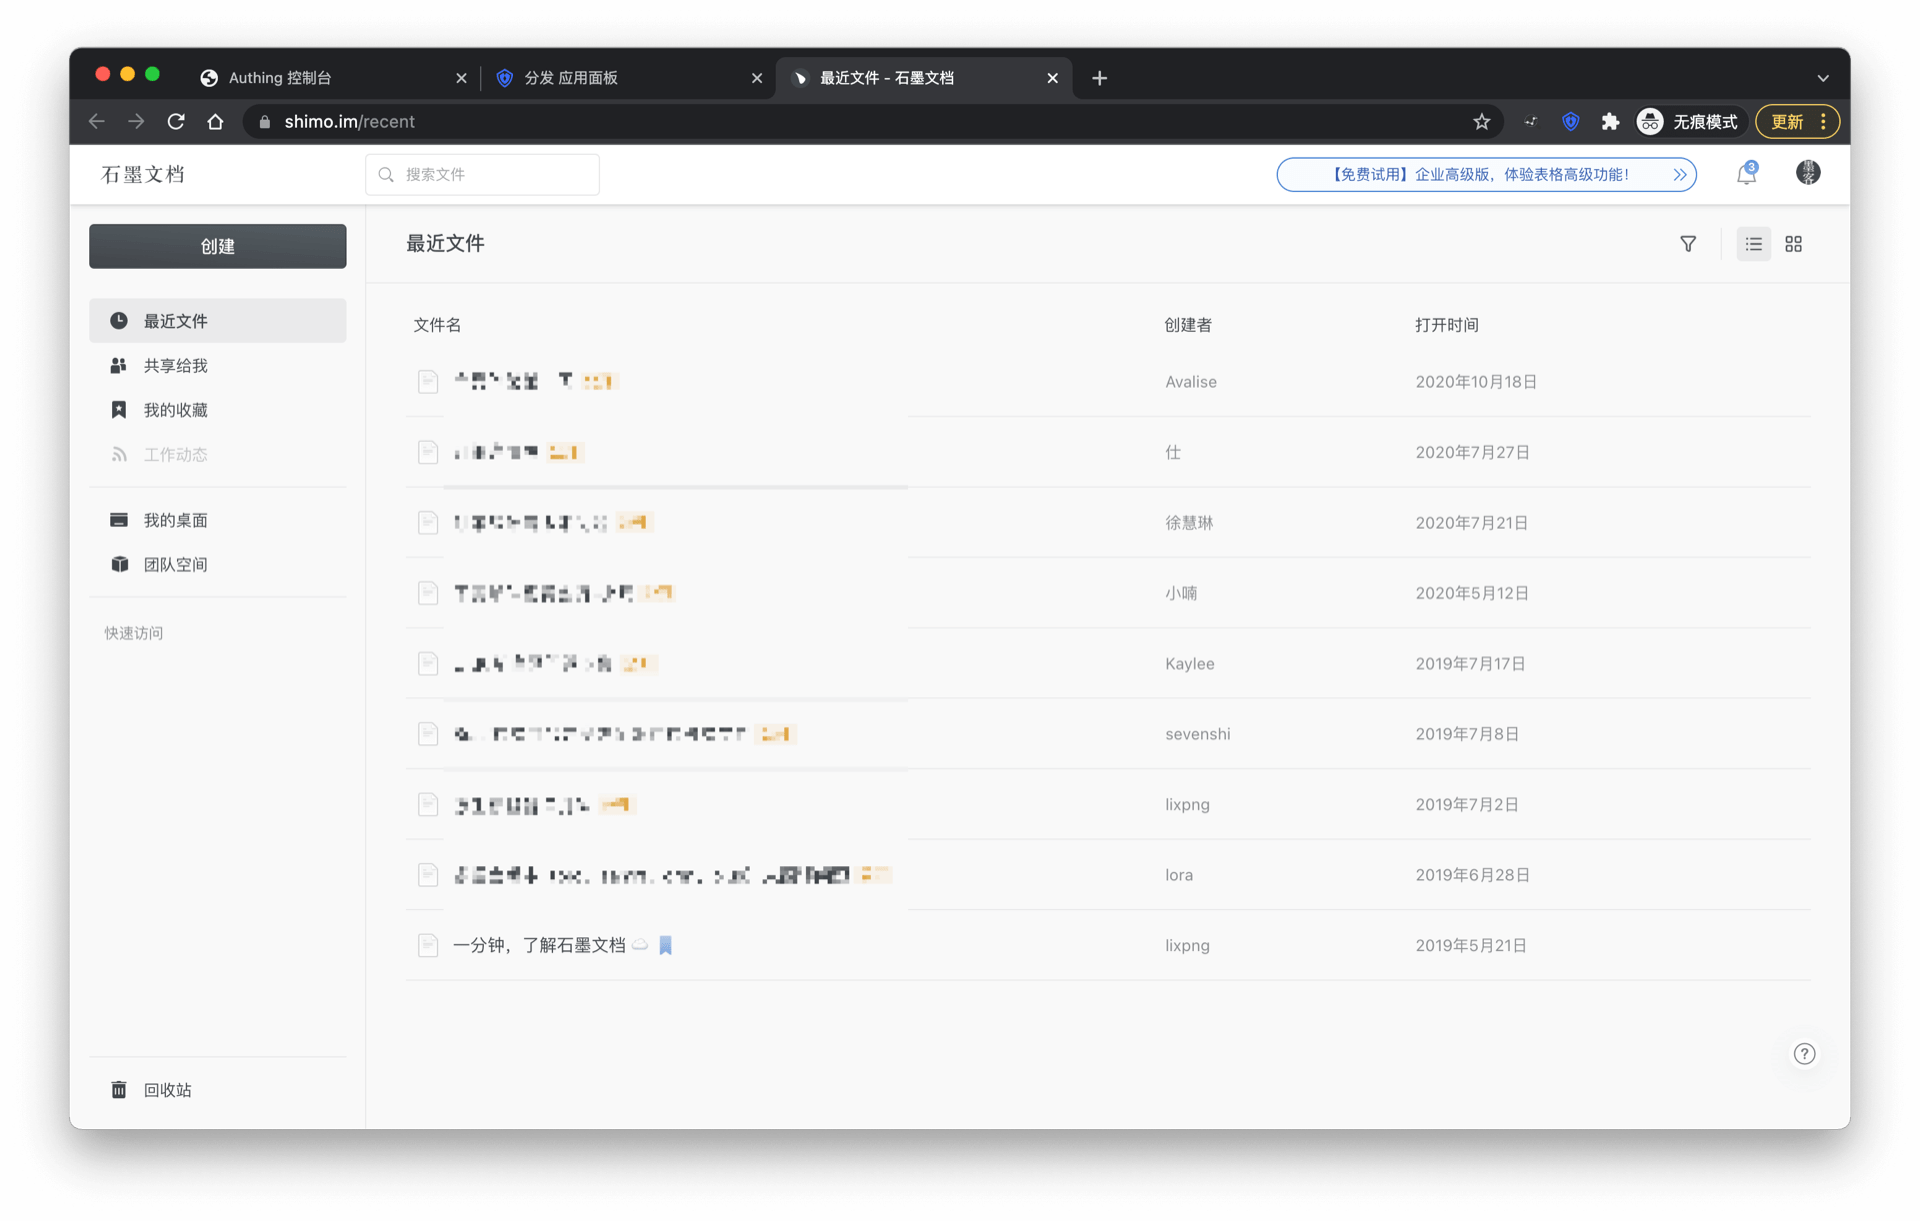 Authing 控制台
分发 应用面板
最近文件 - 石墨文档
shimo.im/recent
无痕模式
更新
石墨文档
搜索文件
【免费试用】企业高级版，体验表格高级功能！
3
墨客
创建
最近文件
最近文件
共享给我
我的收藏
工作动态
我的桌面
团队空间
快速访问
回收站
文件名 创建者 打开时间
Avalise 2020年10月18日
仕 2020年7月27日
徐慧琳 2020年7月21日
小喃 2020年5月12日
Kaylee 2019年7月17日
sevenshi 2019年7月8日
lixpng 2019年7月2日
lora 2019年6月28日
一分钟，了解石墨文档 lixpng 2019年5月21日
?